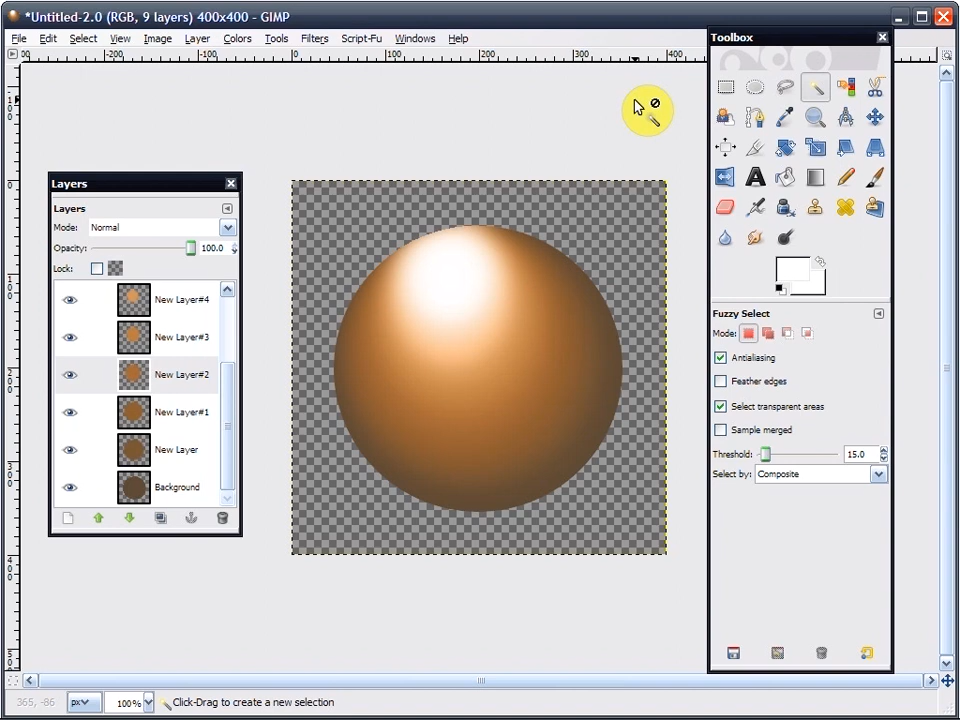 *Untitled-2.0 (RGB, 9 layers) 400x400 – GIMP
File Edit Select View Image Layer Colors Tools Filters Script-Fu Windows Help
00 -200 -100 0 100 200 300 400
Toolbox
Layers
Layers
Mode: Normal
Opacity: 100.0
Lock:
New Layer#4
New Layer#3
New Layer#2
New Layer#1
New Layer
Background
Fuzzy Select
Mode:
Antialiasing
Feather edges
Select transparent areas
Sample merged
Threshold: 15.0
Select by: Composite
365, -86 px 100% Click-Drag to create a new selection